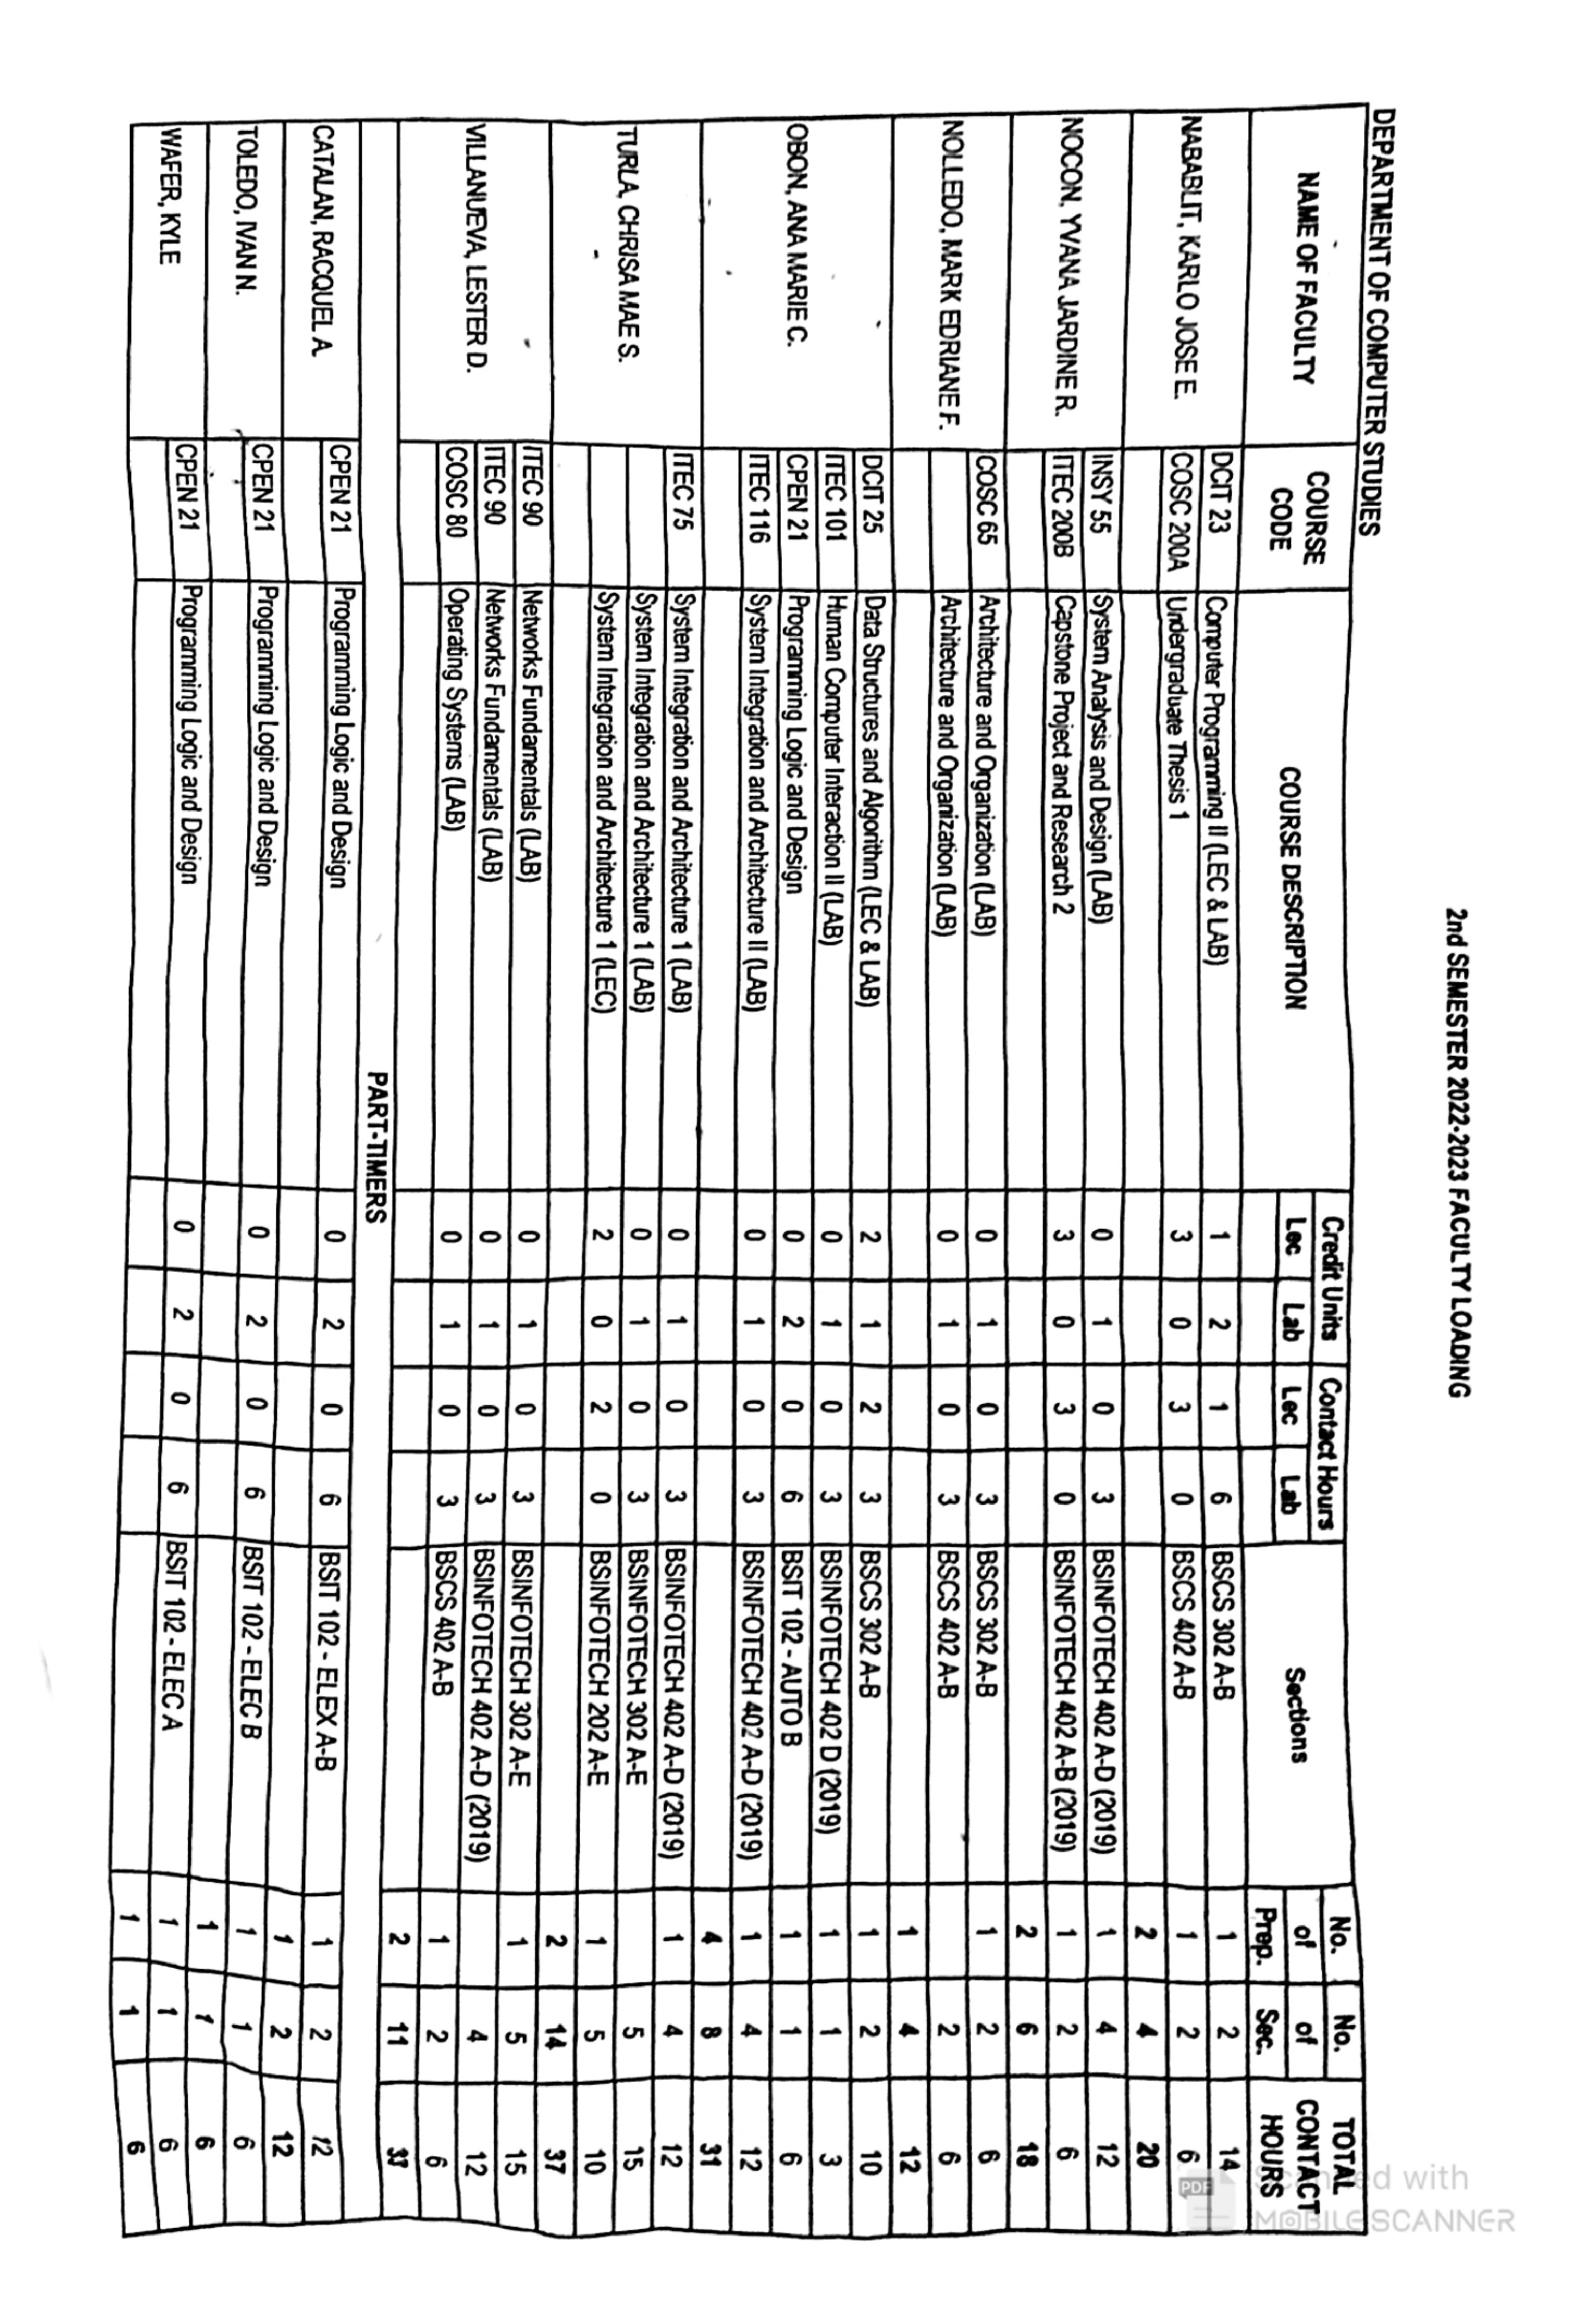 2nd SEMESTER 2022-2023 FACULTY LOADING
DEPARTMENT OF COMPUTER STUDIES
NAME OF FACULTY COURSE CODE COURSE DESCRIPTION Credit Units Contact Hours Sections No. of Prep. No. of Sec. TOTAL CONTACT HOURS
Lec Lab Lec Lab
NABABLIT, KARLO JOSE E. DCIT 23 Computer Programming II (LEC & LAB) 1 2 1 6 BSCS 302 A-B 1 2 14
COSC 200A Undergraduate Thesis 1 3 0 3 0 BSCS 402 A-B 1 2 6
2 4 20
NOCON, YVANA JARDINE R. INSY 55 System Analysis and Design (LAB) 0 1 0 3 BSINFOTECH 402 A-D (2019) 1 4 12
ITEC 200B Capstone Project and Research 2 3 0 3 0 BSINFOTECH 402 A-B (2019) 1 2 6
2 6 18
NOLLEDO, MARK EDRIANE F. COSC 65 Architecture and Organization (LAB) 0 1 0 3 BSCS 302 A-B 1 2 6
Architecture and Organization (LAB) 0 1 0 3 BSCS 402 A-B 2 6
1 4 12
OBON, ANA MARIE C. DCIT 25 Data Structures and Algorithm (LEC & LAB) 2 1 2 3 BSCS 302 A-B 1 2 10
ITEC 101 Human Computer Interaction II (LAB) 0 1 0 3 BSINFOTECH 402 D (2019) 1 1 3
CPEN 21 Programming Logic and Design 0 2 0 6 BSIT 102 - AUTO B 1 1 6
ITEC 116 System Integration and Architecture II (LAB) 0 1 0 3 BSINFOTECH 402 A-D (2019) 1 4 12
4 8 31
TURLA, CHRISA MAE S. ITEC 75 System Integration and Architecture 1 (LAB) 0 1 0 3 BSINFOTECH 402 A-D (2019) 1 4 12
System Integration and Architecture 1 (LAB) 0 1 0 3 BSINFOTECH 302 A-E 5 15
System Integration and Architecture 1 (LEC) 2 0 2 0 BSINFOTECH 202 A-E 1 5 10
2 14 37
VILLANUEVA, LESTER D. ITEC 90 Networks Fundamentals (LAB) 0 1 0 3 BSINFOTECH 302 A-E 1 5 15
ITEC 90 Networks Fundamentals (LAB) 0 1 0 3 BSINFOTECH 402 A-D (2019) 4 12
COSC 80 Operating Systems (LAB) 0 1 0 3 BSCS 402 A-B 1 2 6
2 11
PART-TIMERS
CATALAN, RACQUEL A. CPEN 21 Programming Logic and Design 0 2 0 6 BSIT 102 - ELEX A-B 1 2 12
1 2 12
TOLEDO, IVAN N. CPEN 21 Programming Logic and Design 0 2 0 6 BSIT 102 - ELEC B 1 1 6
1 1 6
WAFER, KYLE CPEN 21 Programming Logic and Design 0 2 0 6 BSIT 102 - ELEC A 1 1 6
1 1 6
PDF
Scanned with
MOBILE SCANNER